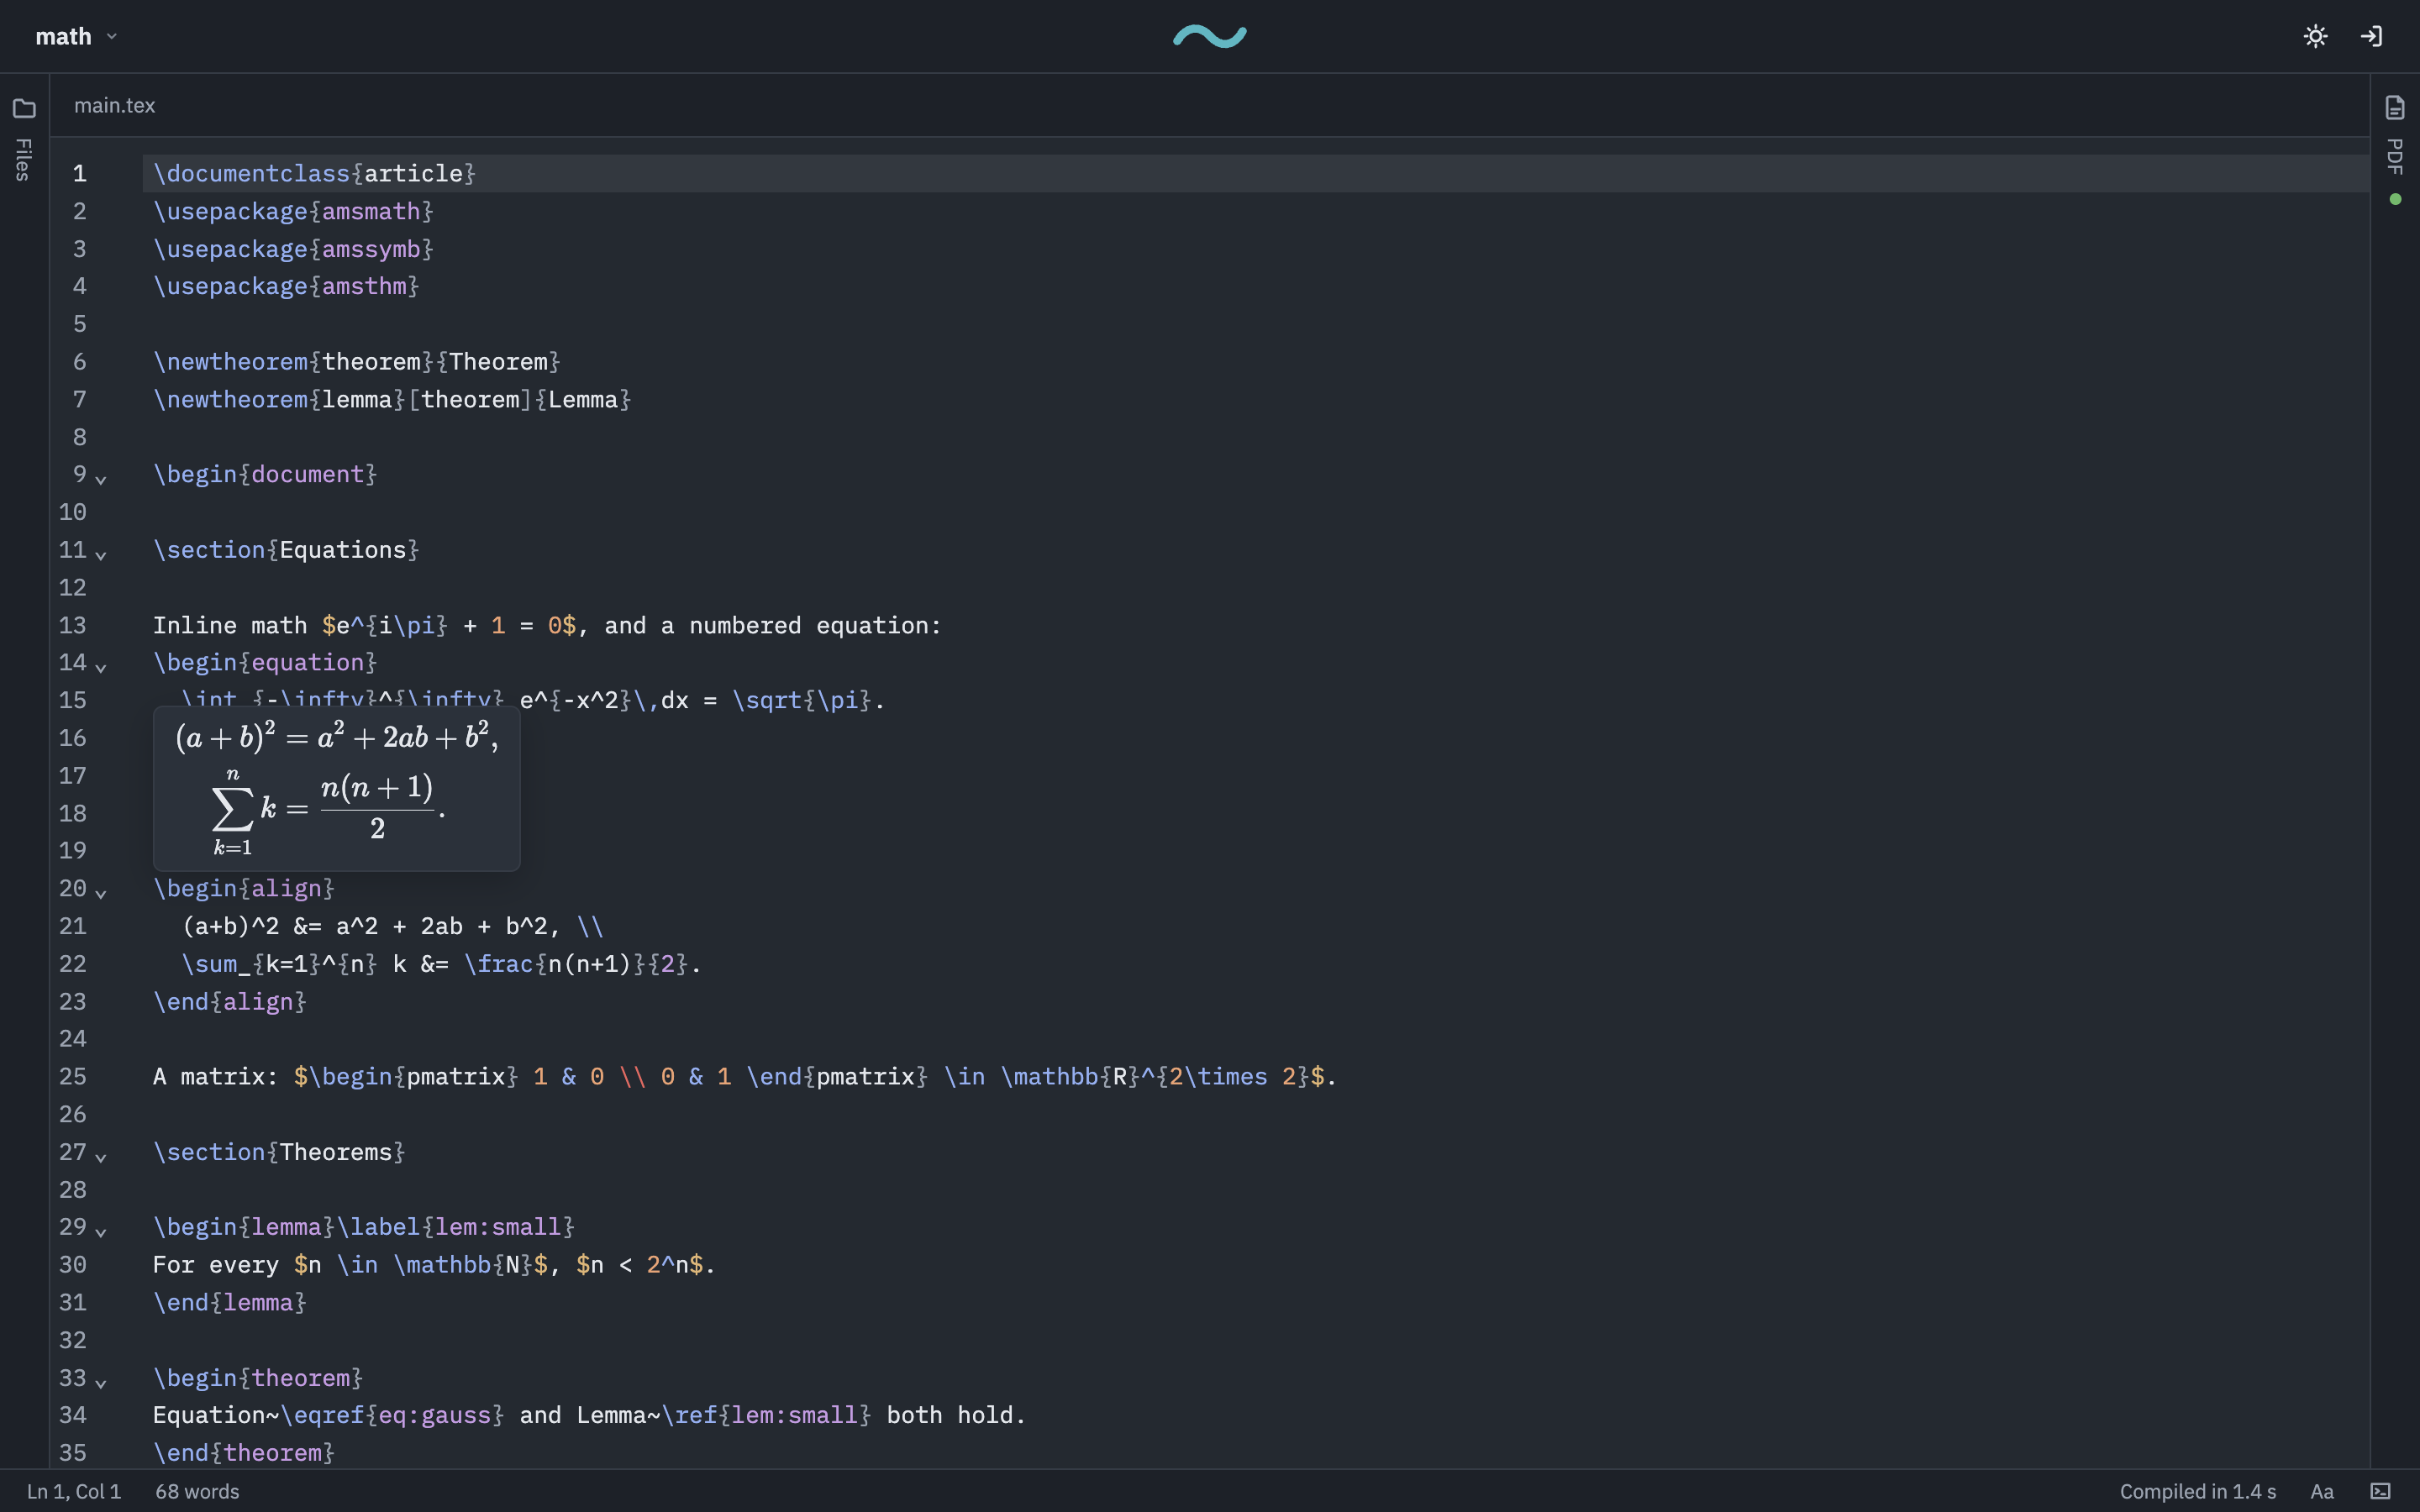 math
main.tex
Files
PDF
1 \documentclass{article}
2 \usepackage{amsmath}
3 \usepackage{amssymb}
4 \usepackage{amsthm}
5
6 \newtheorem{theorem}{Theorem}
7 \newtheorem{lemma}[theorem]{Lemma}
8
9 \begin{document}
10
11 \section{Equations}
12
13 Inline math $e^{i\pi} + 1 = 0$, and a numbered equation:
14 \begin{equation}
15 \int_{-\infty}^{\infty} e^{-x^2}\,dx = \sqrt{\pi}.
16
(a + b)² = a² + 2ab + b²,
17
18
∑_{k=1}^{n} k = n(n + 1)/2.
19
20 \begin{align}
21 (a+b)^2 &= a^2 + 2ab + b^2, \\
22 \sum_{k=1}^{n} k &= \frac{n(n+1)}{2}.
23 \end{align}
24
25 A matrix: $\begin{pmatrix} 1 & 0 \\ 0 & 1 \end{pmatrix} \in \mathbb{R}^{2\times 2}$.
26
27 \section{Theorems}
28
29 \begin{lemma}\label{lem:small}
30 For every $n \in \mathbb{N}$, $n < 2^n$.
31 \end{lemma}
32
33 \begin{theorem}
34 Equation~\eqref{eq:gauss} and Lemma~\ref{lem:small} both hold.
35 \end{theorem}
Ln 1, Col 1 68 words Compiled in 1.4 s Aa